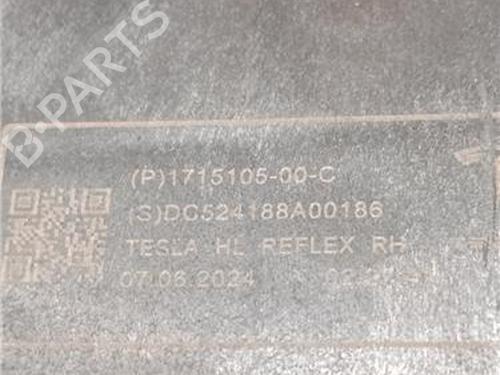 B-PARTS
(P)1715105-00-C
(S)DC524188A00186
TESLA HL REFLEX RH
07.06.2024